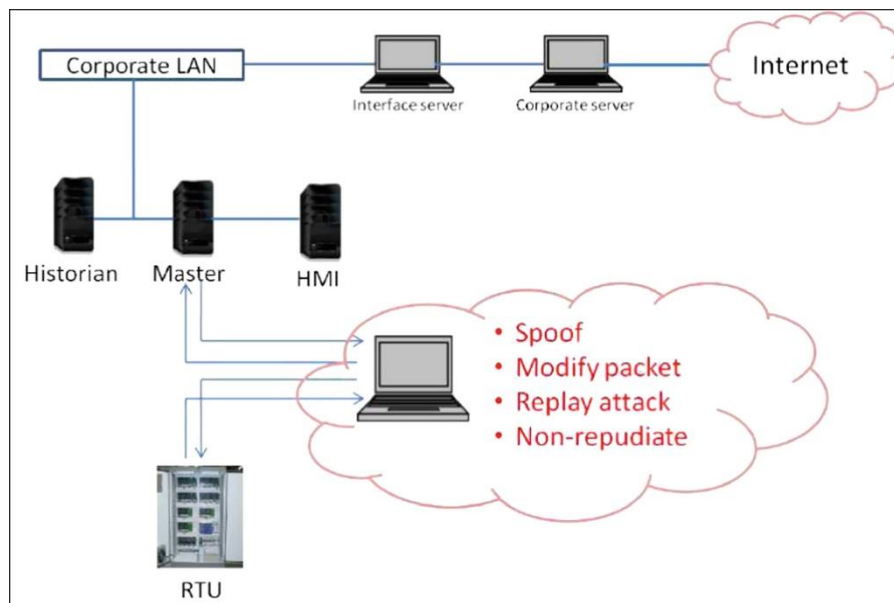 Corporate LAN
Interface server
Corporate server
Internet
Historian
Master
HMI
• Spoof
• Modify packet
• Replay attack
• Non-repudiate
RTU